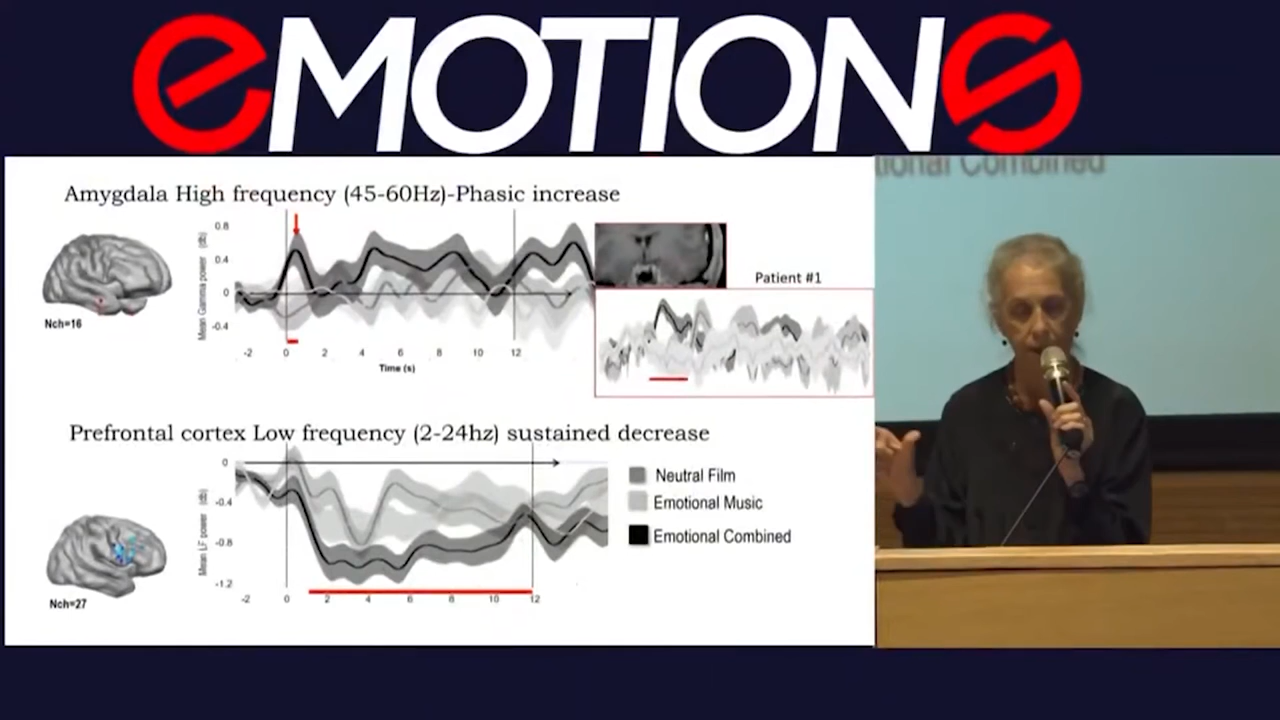 eMOTIONS
Amygdala High frequency (45-60Hz)-Phasic increase
Mean Gamma power (db)
0.8
0.4
0
-0.4
-2 0 2 4 6 8 10 12
Time (s)
Nch=16
Patient #1
Prefrontal cortex Low frequency (2-24hz) sustained decrease
Mean LF power (db)
0
-0.4
-0.8
-1.2
-2 0 2 4 6 8 10 12
Nch=27
Neutral Film
Emotional Music
Emotional Combined
tional Combined